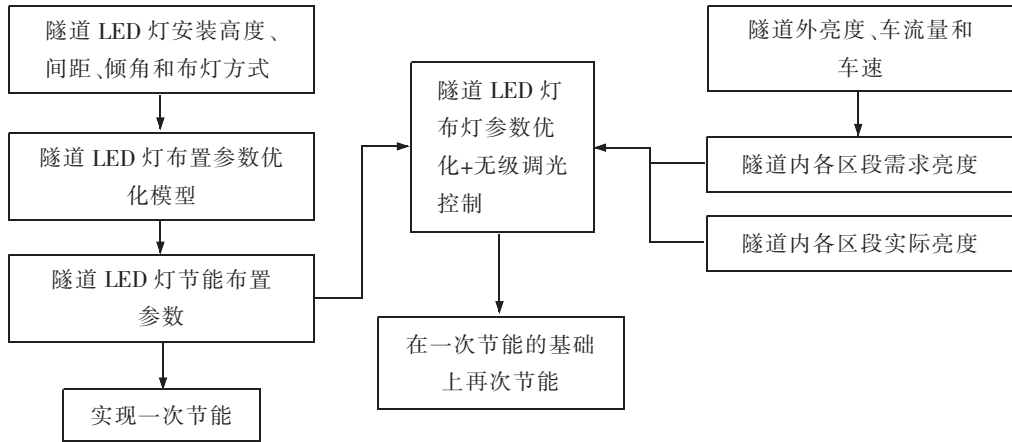 隧道 LED 灯安装高度、
间距、倾角和布灯方式
隧道 LED 灯布置参数优
化模型
隧道 LED 灯节能布置
参数
实现一次节能
隧道 LED 灯
布灯参数优
化+无级调光
控制
在一次节能的基础
上再次节能
隧道外亮度、车流量和
车速
隧道内各区段需求亮度
隧道内各区段实际亮度